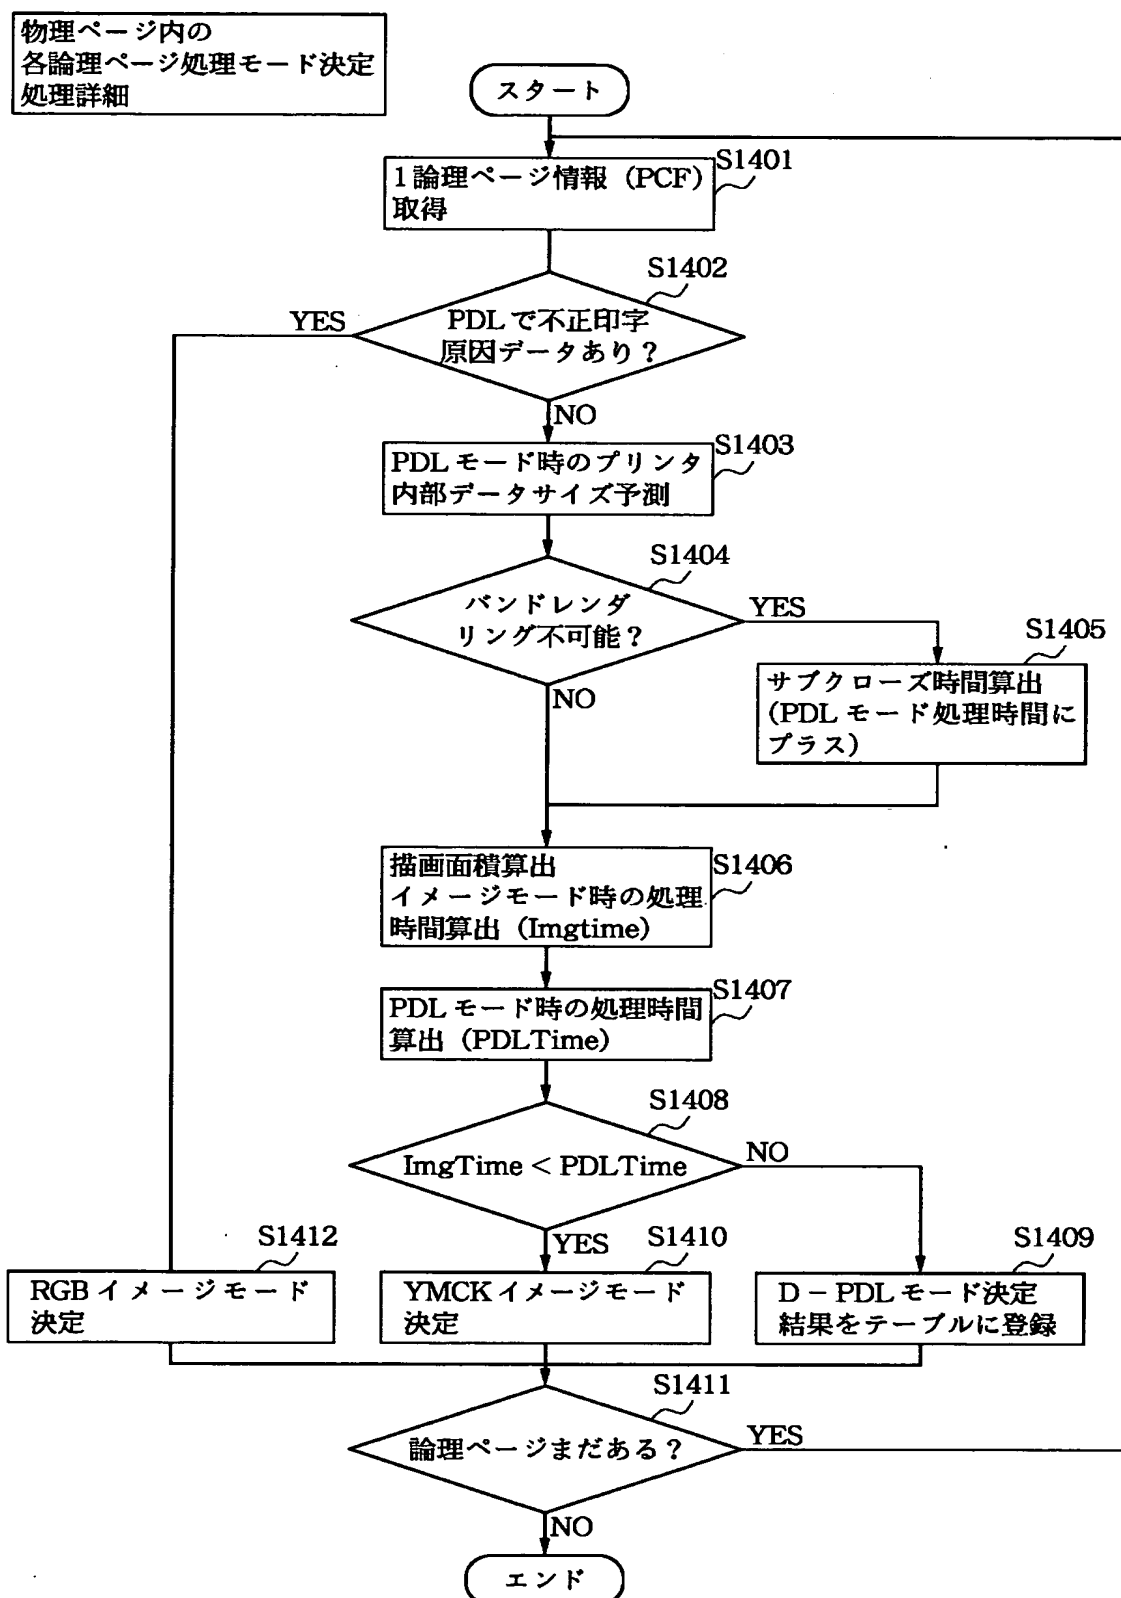 物理ページ内の
各論理ページ処理モード決定
処理詳細
スタート
S1401
1論理ページ情報（PCF）
取得
S1402
YES
PDLで不正印字
原因データあり？
NO
S1403
PDLモード時のプリンタ
内部データサイズ予測
S1404
バンドレンダ
リング不可能？
YES
NO
S1405
サブクローズ時間算出
（PDLモード処理時間に
プラス）
S1406
描画面積算出
イメージモード時の処理
時間算出（Imgtime）
S1407
PDLモード時の処理時間
算出（PDLTime）
S1408
ImgTime < PDLTime
NO
YES
S1412
RGBイメージモード
決定
S1410
YMCKイメージモード
決定
S1409
D－PDLモード決定
結果をテーブルに登録
S1411
論理ページまだある？
YES
NO
エンド